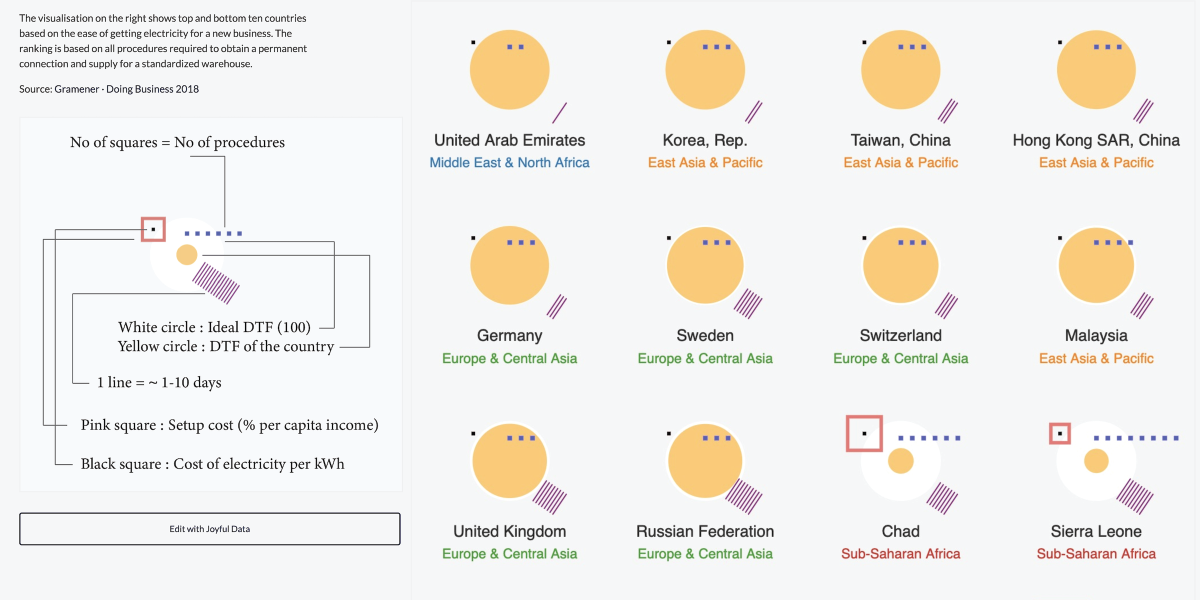 The visualisation on the right shows top and bottom ten countries
based on the ease of getting electricity for a new business. The
ranking is based on all procedures required to obtain a permanent
connection and supply for a standardized warehouse.
Source: Gramener - Doing Business 2018
No of squares = No of procedures
White circle : Ideal DTF (100)
Yellow circle : DTF of the country
1 line = ~ 1-10 days
Pink square : Setup cost (% per capita income)
Black square : Cost of electricity per kWh
Edit with Joyful Data
United Arab Emirates
Middle East & North Africa
Korea, Rep.
East Asia & Pacific
Taiwan, China
East Asia & Pacific
Hong Kong SAR, China
East Asia & Pacific
Germany
Europe & Central Asia
Sweden
Europe & Central Asia
Switzerland
Europe & Central Asia
Malaysia
East Asia & Pacific
United Kingdom
Europe & Central Asia
Russian Federation
Europe & Central Asia
Chad
Sub-Saharan Africa
Sierra Leone
Sub-Saharan Africa